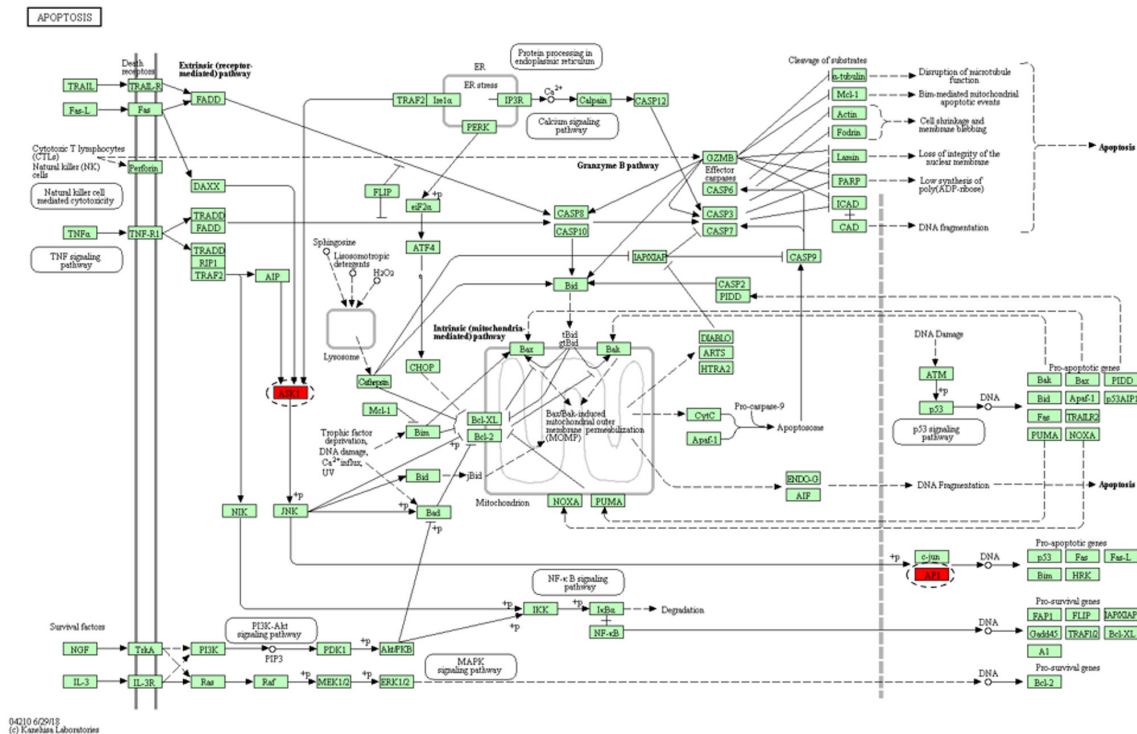 APOPTOSIS
Death
receptors
Extrinsic (receptor-
mediated) pathway
TRAIL
TRAIL-R
FADD
Fas-L
Fas
Cytotoxic T lymphocytes
(CTLs)
Natural killer (NK)
cells
Perforin
Natural killer cell
mediated cytotoxicity
DAXX
TNFα
TNF-R1
TRADD
FADD
TRADD
RIP1
TRAF2
TNF signaling
pathway
AIP
ER
ER stress
TRAF2
Ire1α
IP3R
Ca2+
Calpain
CASP12
PERK
Protein processing in
endoplasmic reticulum
Calcium signaling
pathway
FLIP
+p
eiF2α
ATF4
Granzyme B pathway
GZMB
Effector
caspases
CASP6
CASP3
CASP7
CASP8
CASP10
IAP/XIAP
CASP9
Bid
CASP2
PIDD
Cleavage of substrates
α-tubulin
Mcl-1
Actin
Fodrin
Lamin
PARP
ICAD
CAD
Disruption of microtubule
function
Bim-mediated mitochondrial
apoptotic events
Cell shrinkage and
membrane blebbing
Loss of integrity of the
nuclear membrane
Low synthesis of
poly(ADP-ribose)
DNA fragmentation
Apoptosis
Sphingosine
Lisosomotropic
detergents
H2O2
Lysosome
Cathepsin
CHOP
Intrinsic (mitochondria-
mediated) pathway
tBid
gtBid
Bax
Bak
DIABLO
ARTS
HTRA2
ASK1
Mcl-1
Bim
+p
Bcl-XL
Bcl-2
+p
Bax/Bak-induced
mitochondrial outer
membrane permeabilization
(MOMP)
CytC
Apaf-1
Pro-caspase-9
Apoptosome
Trophic factor
deprivation,
DNA damage,
Ca2+ influx,
UV
Bid
jBid
+p
Bad
Mitochondrion
NOXA
PUMA
ENDO-G
AIF
DNA Fragmentation
Apoptosis
DNA Damage
ATM
+p
p53
DNA
p53 signaling
pathway
Pro-apoptotic genes
Bak
Bax
PIDD
Bid
Apaf-1
p53AIP1
Fas
TRAILR2
PUMA
NOXA
NIK
+p
JNK
+p
c-jun
AP1
DNA
Pro-apoptotic genes
p53
Fas
Fas-L
Bim
HRK
NF-κB signaling
pathway
+p
IKK
+p
+p
IκBα
Degradation
NF-κB
DNA
Pro-survival genes
FAP1
FLIP
IAP/XIAP
Gadd45
TRAF1/2
Bcl-XL
A1
Survival factors
PI3K-Akt
signaling pathway
NGF
TrkA
PI3K
PIP3
PDK1
+p
Akt/PKB
+p
MAPK
signaling pathway
IL-3
IL-3R
Ras
Raf
+p
MEK1/2
+p
ERK1/2
DNA
Pro-survival genes
Bcl-2
04210 6/29/18
(c) Kanehisa Laboratories